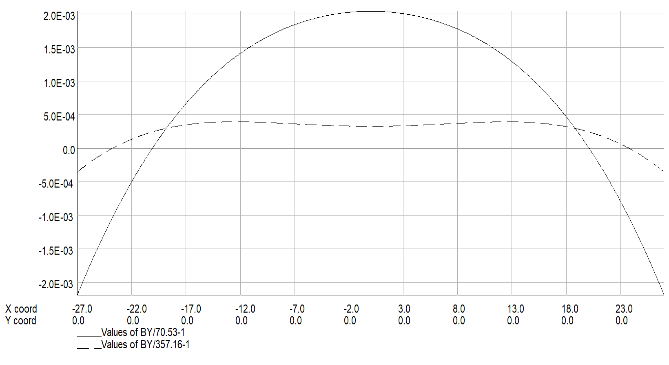 2.0E-03
1.5E-03
1.0E-03
5.0E-04
0.0
-5.0E-04
-1.0E-03
-1.5E-03
-2.0E-03
X coord -27.0 -22.0 -17.0 -12.0 -7.0 -2.0 3.0 8.0 13.0 18.0 23.0
Y coord 0.0 0.0 0.0 0.0 0.0 0.0 0.0 0.0 0.0 0.0 0.0
Values of BY/70.53-1
Values of BY/357.16-1